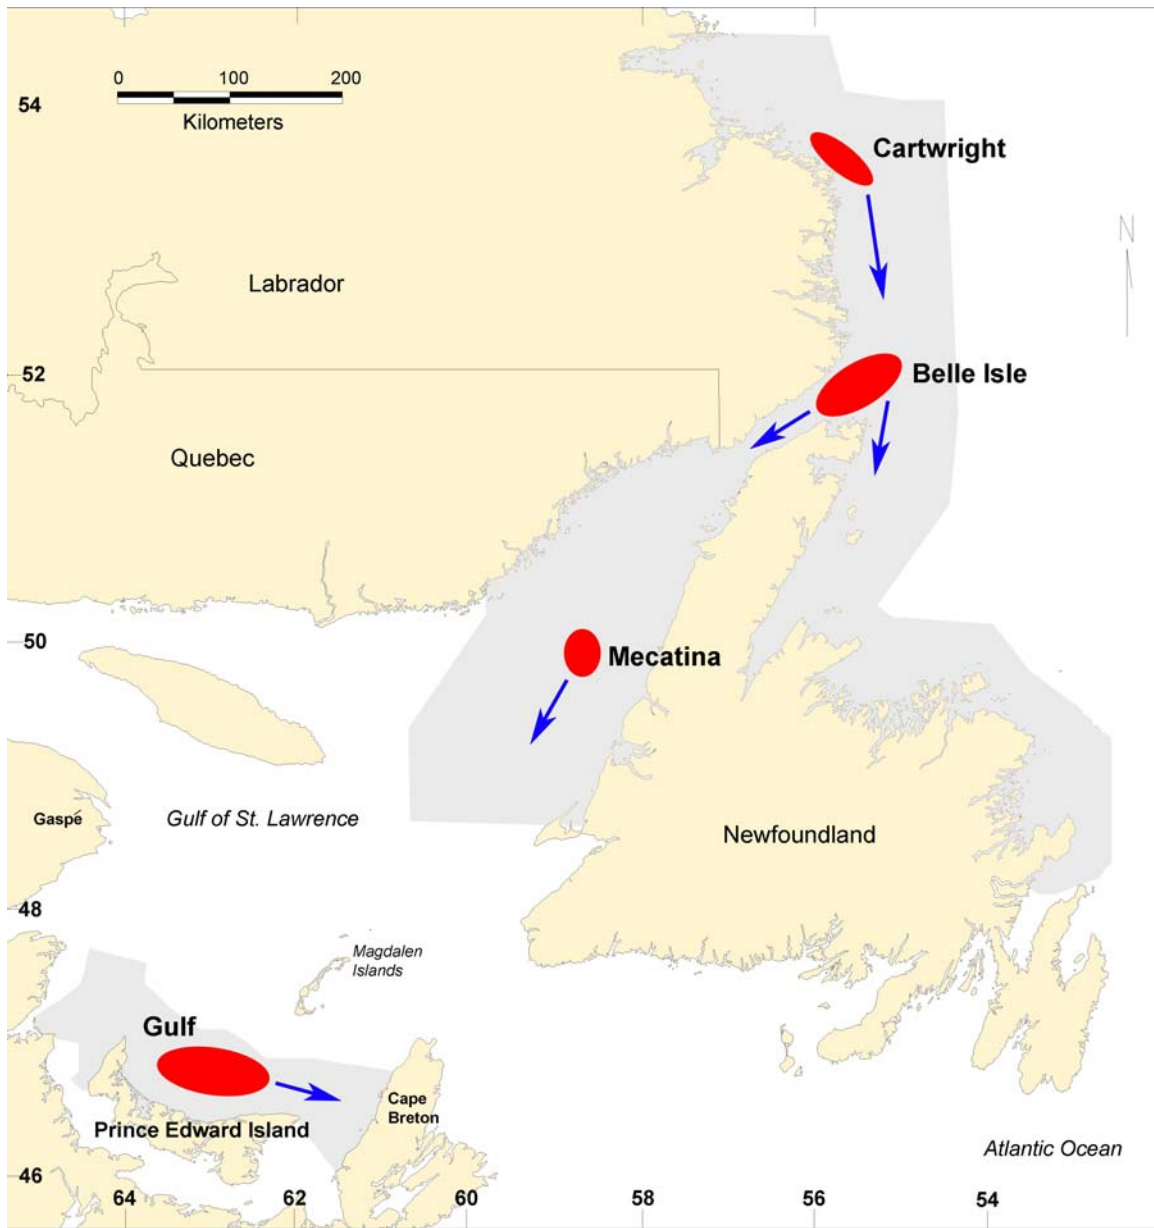 0 100 200
Kilometers
54
Cartwright
N
Labrador
52
Belle Isle
Quebec
50
Mecatina
Gaspé
Gulf of St. Lawrence
Newfoundland
48
Magdalen
Islands
Gulf
Cape
Breton
Prince Edward Island
Atlantic Ocean
46
64 62 60 58 56 54